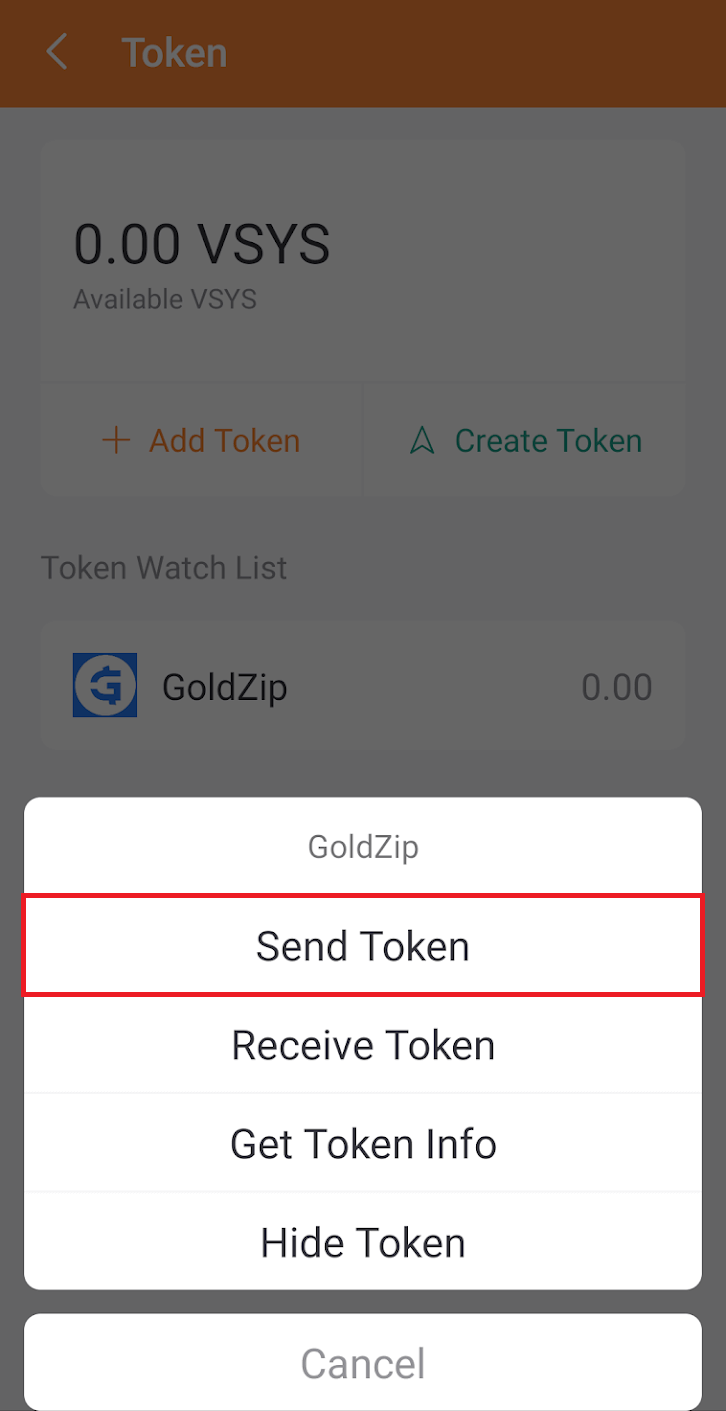 Token
0.00 VSYS
Available VSYS
Add Token
Create Token
Token Watch List
GoldZip
0.00
GoldZip
Send Token
Receive Token
Get Token Info
Hide Token
Cancel